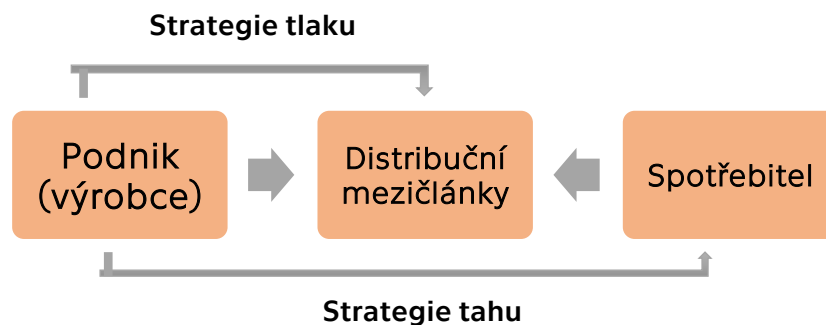 Strategie tlaku
Podnik
(výrobce)
Distribuční
mezičlánky
Spotřebitel
Strategie tahu